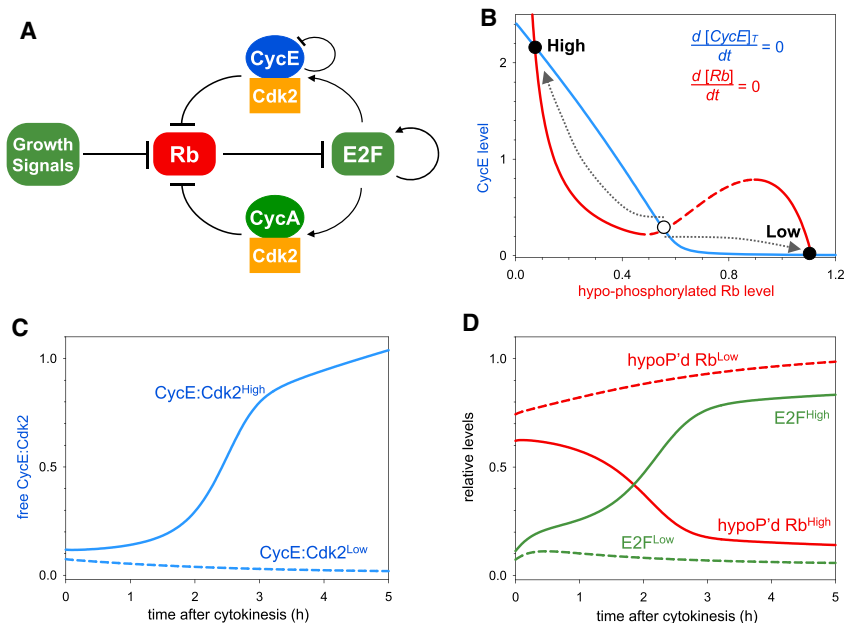 A
CycE
Cdk2
Growth
Signals
Rb
E2F
CycA
Cdk2
B
High
d [CycE]T
dt
= 0
d [Rb]
dt
= 0
Low
CycE level
2
1
0
0.0
0.4
0.8
1.2
hypo-phosphorylated Rb level
C
CycE:Cdk2High
CycE:Cdk2Low
free CycE:Cdk2
1.0
0.5
0.0
0
1
2
3
4
5
time after cytokinesis (h)
D
hypoP'd RbLow
E2FHigh
hypoP'd RbHigh
E2FLow
relative levels
1.0
0.5
0.0
0
1
2
3
4
5
time after cytokinesis (h)